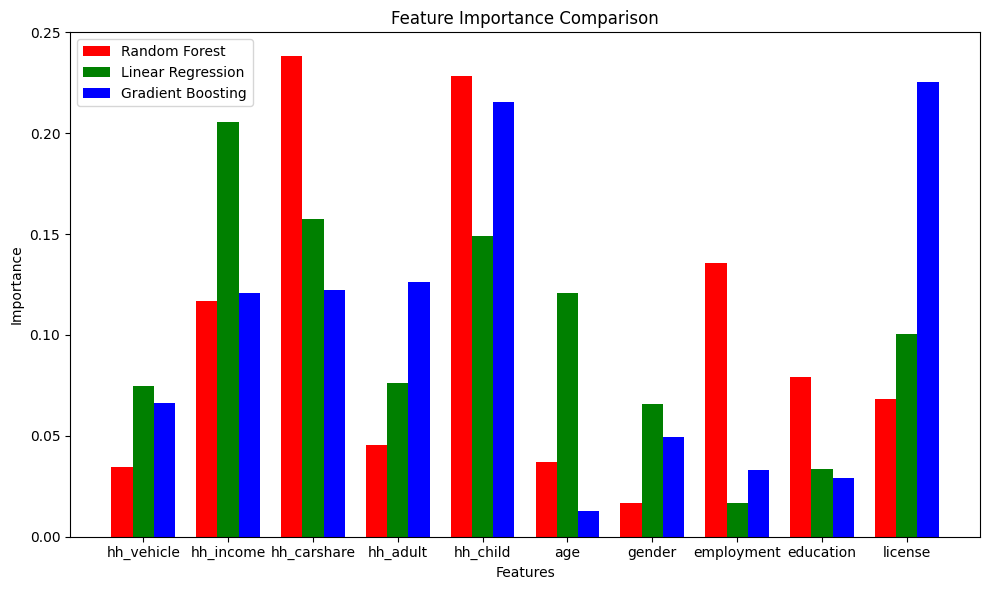 Feature Importance Comparison
Random Forest
Linear Regression
Gradient Boosting
Importance
0.25
0.20
0.15
0.10
0.05
0.00
hh_vehicle hh_income hh_carshare hh_adult hh_child age gender employment education license
Features